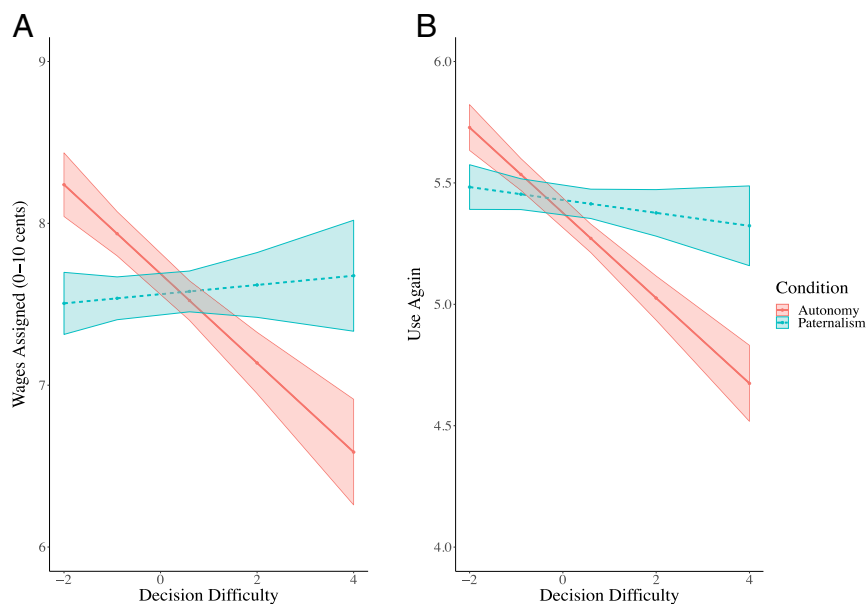 A
B
Wages Assigned (0−10 cents)
9
8
7
6
−2
0
2
4
Decision Difficulty
Use Again
6.0
5.5
5.0
4.5
4.0
−2
0
2
4
Decision Difficulty
Condition
Autonomy
Paternalism